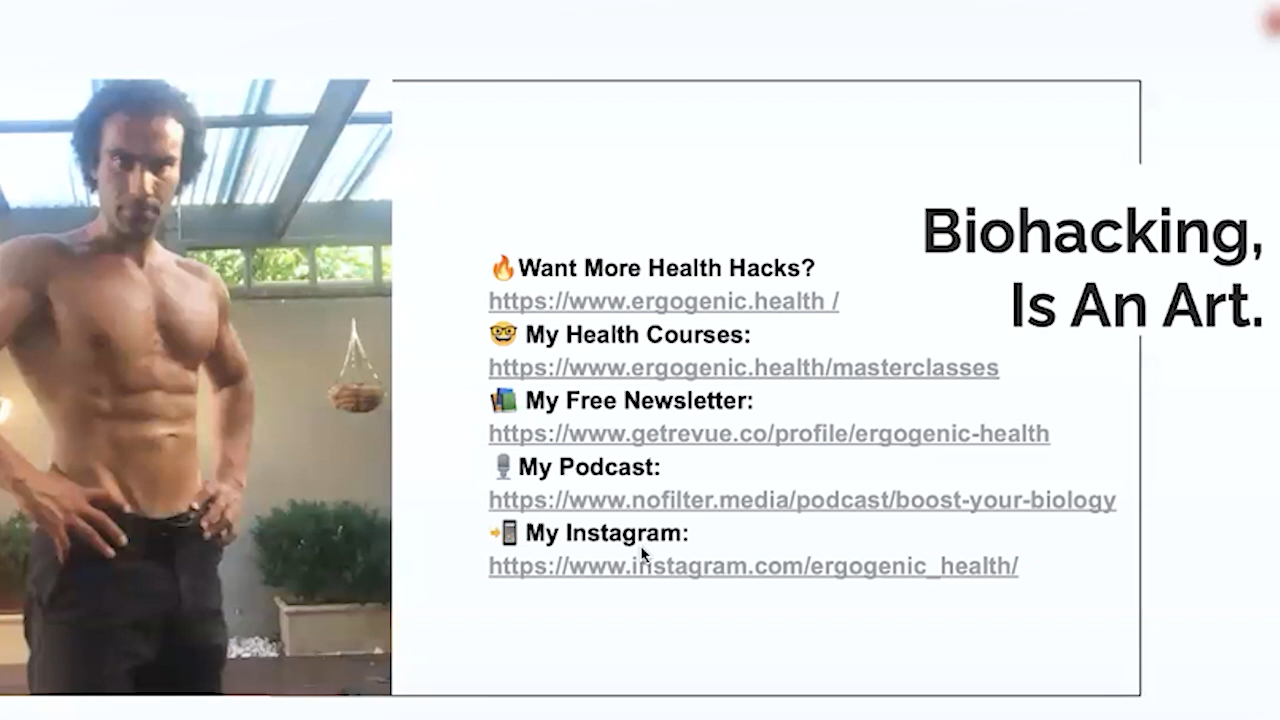 Biohacking,
Is An Art.
🔥Want More Health Hacks?
https://www.ergogenic.health /
🤓 My Health Courses:
https://www.ergogenic.health/masterclasses
📚 My Free Newsletter:
https://www.getrevue.co/profile/ergogenic-health
🎙️My Podcast:
https://www.nofilter.media/podcast/boost-your-biology
📲 My Instagram:
https://www.instagram.com/ergogenic_health/